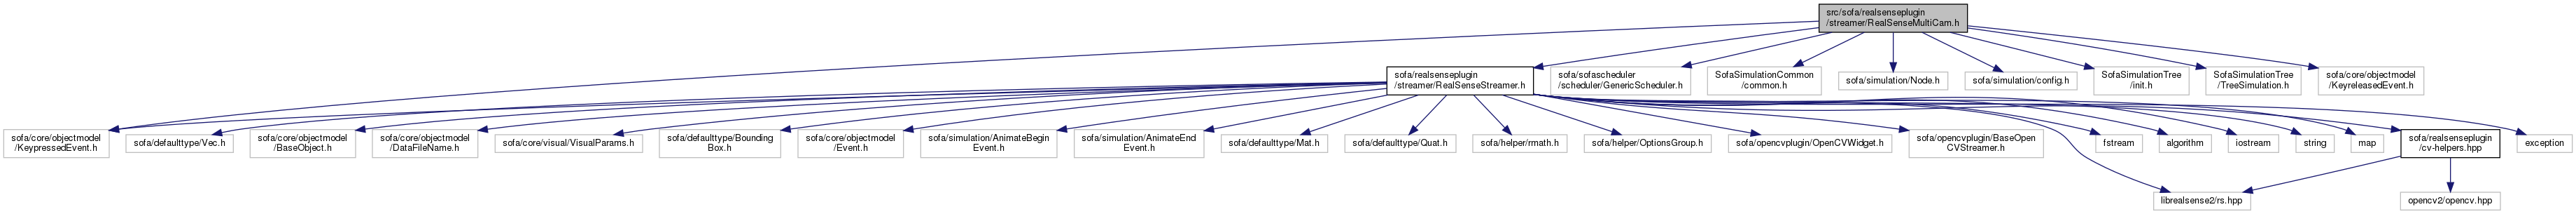 src/sofa/realsenseplugin
/streamer/RealSenseMultiCam.h
sofa/realsenseplugin
/streamer/RealSenseStreamer.h
sofa/sofascheduler
/scheduler/GenericScheduler.h
SofaSimulationCommon
/common.h
sofa/simulation/Node.h
sofa/simulation/config.h
SofaSimulationTree
/init.h
SofaSimulationTree
/TreeSimulation.h
sofa/core/objectmodel
/KeyreleasedEvent.h
sofa/core/objectmodel
/KeypressedEvent.h
sofa/defaulttype/Vec.h
sofa/core/objectmodel
/BaseObject.h
sofa/core/objectmodel
/DataFileName.h
sofa/core/visual/VisualParams.h
sofa/defaulttype/Bounding
Box.h
sofa/core/objectmodel
/Event.h
sofa/simulation/AnimateBegin
Event.h
sofa/simulation/AnimateEnd
Event.h
sofa/defaulttype/Mat.h
sofa/defaulttype/Quat.h
sofa/helper/rmath.h
sofa/helper/OptionsGroup.h
sofa/opencvplugin/OpenCVWidget.h
sofa/opencvplugin/BaseOpen
CVStreamer.h
fstream
algorithm
iostream
string
map
sofa/realsenseplugin
/cv-helpers.hpp
exception
librealsense2/rs.hpp
opencv2/opencv.hpp